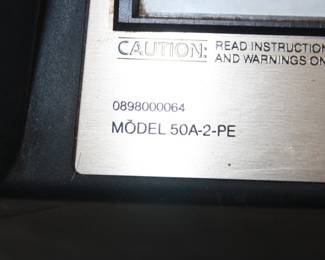 CAUTION: READ INSTRUCTION
AND WARNINGS ON
0898000064
MODEL 50A-2-PE